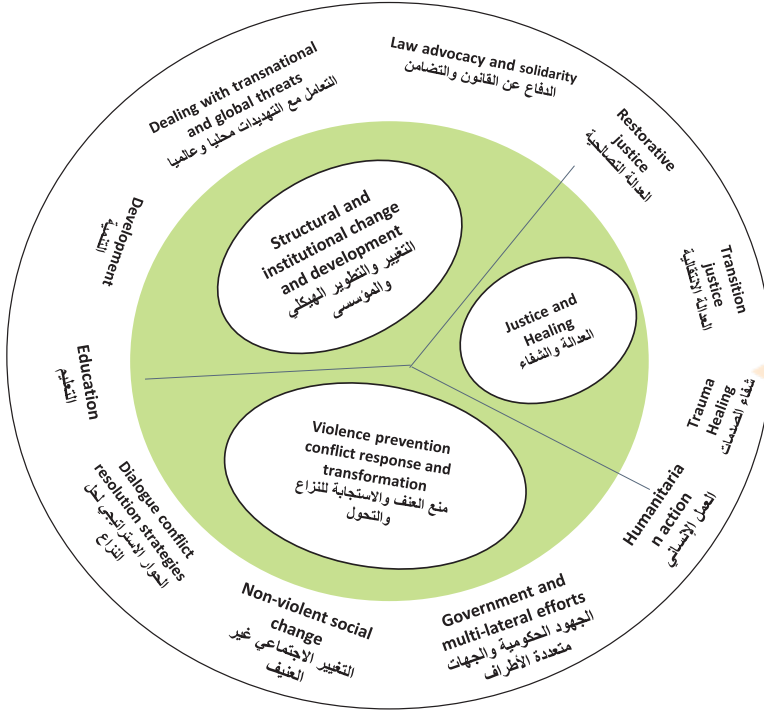 Dealing with transnational
and global threats
التعامل مع التهديدات محليا وعالميا
Law advocacy and solidarity
الدفاع عن القانون والتضامن
Restorative
justice
العدالة التصالحية
Transition
justice
العدالة الانتقالية
Trauma
Healing
شفاء الصدمات
Humanitaria
n action
العمل الإنساني
Government and
multi-lateral efforts
الجهود الحكومية والجهات
متعددة الأطراف
Non-violent social
change
التغيير الاجتماعي غير
العنيف
Dialogue conflict
resolution strategies
الحوار الاستراتيجي لحل
النزاع
Education
التعليم
Development
التنمية
Structural and
institutional change
and development
التغيير والتطوير الهيكلي
والمؤسسى
Justice and
Healing
العدالة والشفاء
Violence prevention
conflict response and
transformation
منع العنف والاستجابة للنزاع
والتحول